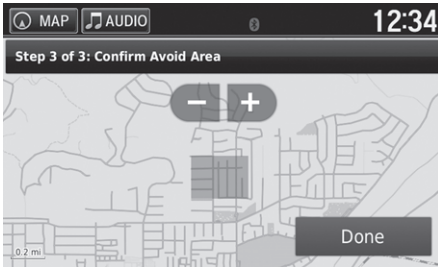 MAP AUDIO 12:34
Step 3 of 3: Confirm Avoid Area
− +
Done
0.2 mi